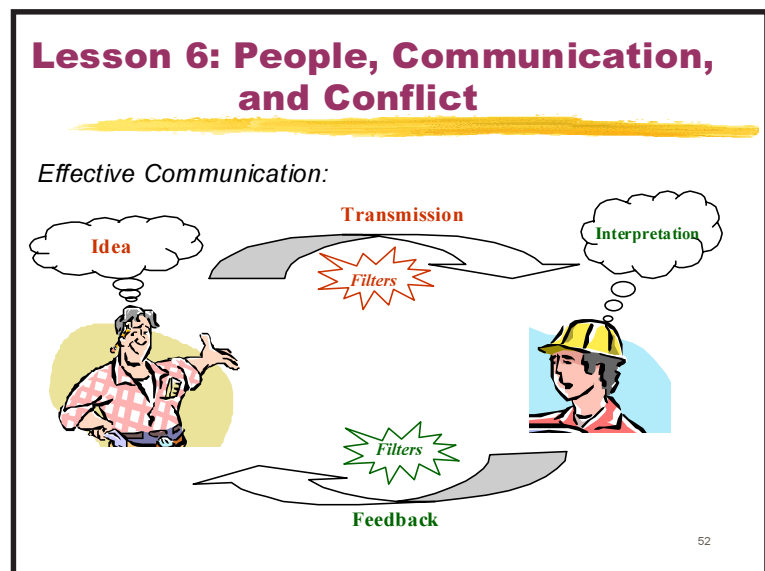 Lesson 6: People, Communication,
and Conflict
Effective Communication:
Transmission
Idea
Interpretation
Filters
Filters
Feedback
52